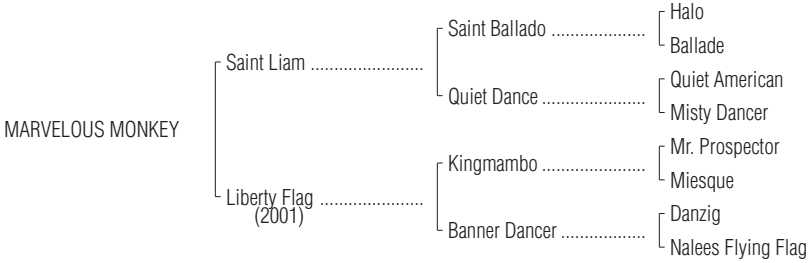 Halo
Saint Ballado ......................
Ballade
Saint Liam ........................
Quiet American
Quiet Dance ......................
Misty Dancer
MARVELOUS MONKEY
Mr. Prospector
Kingmambo ......................
Miesque
Liberty Flag ......................
(2001)
Danzig
Banner Dancer ..................
Nalees Flying Flag